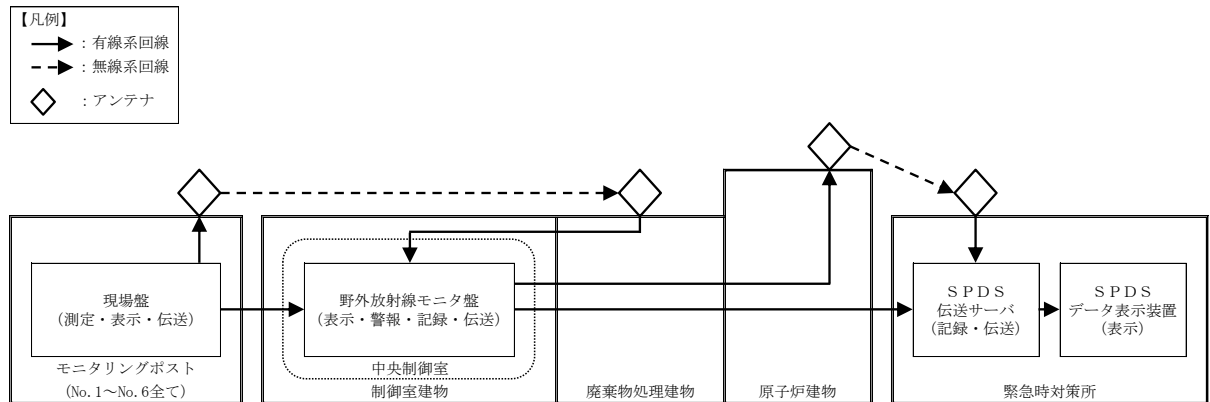 【凡例】
：有線系回線
：無線系回線
：アンテナ
現場盤
(測定・表示・伝送)
モニタリングポスト
(No.1～No.6全て)
野外放射線モニタ盤
(表示・警報・記録・伝送)
中央制御室
制御室建物
廃棄物処理建物
原子炉建物
ＳＰＤＳ
伝送サーバ
(記録・伝送)
ＳＰＤＳ
データ表示装置
(表示)
緊急時対策所